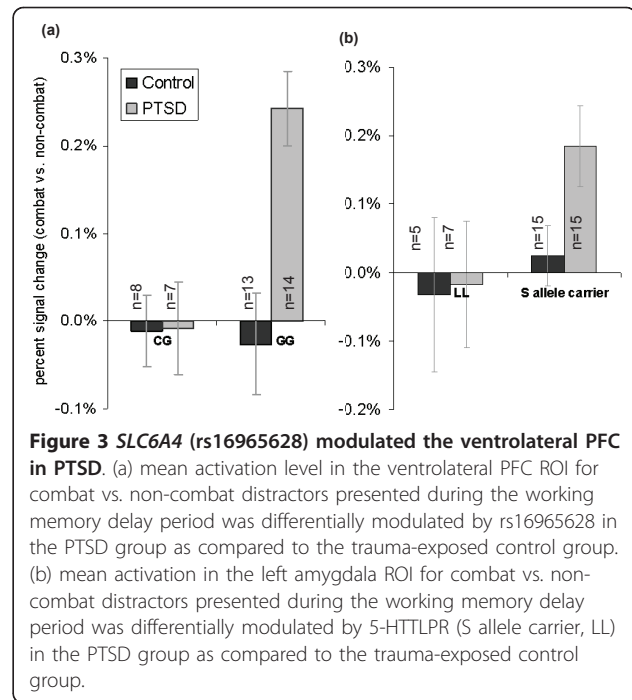 (a)
percent signal change (combat vs. non-combat)
0.3%
0.2%
0.1%
0.0%
-0.1%
Control
PTSD
n=8
n=7
n=13
n=14
CG
GG
(b)
0.3%
0.2%
0.1%
0.0%
-0.1%
-0.2%
n=5
n=7
n=15
n=15
LL
S allele carrier
Figure 3 SLC6A4 (rs16965628) modulated the ventrolateral PFC
in PTSD. (a) mean activation level in the ventrolateral PFC ROI for
combat vs. non-combat distractors presented during the working
memory delay period was differentially modulated by rs16965628 in
the PTSD group as compared to the trauma-exposed control group.
(b) mean activation in the left amygdala ROI for combat vs. non-
combat distractors presented during the working memory delay
period was differentially modulated by 5-HTTLPR (S allele carrier, LL)
in the PTSD group as compared to the trauma-exposed control
group.